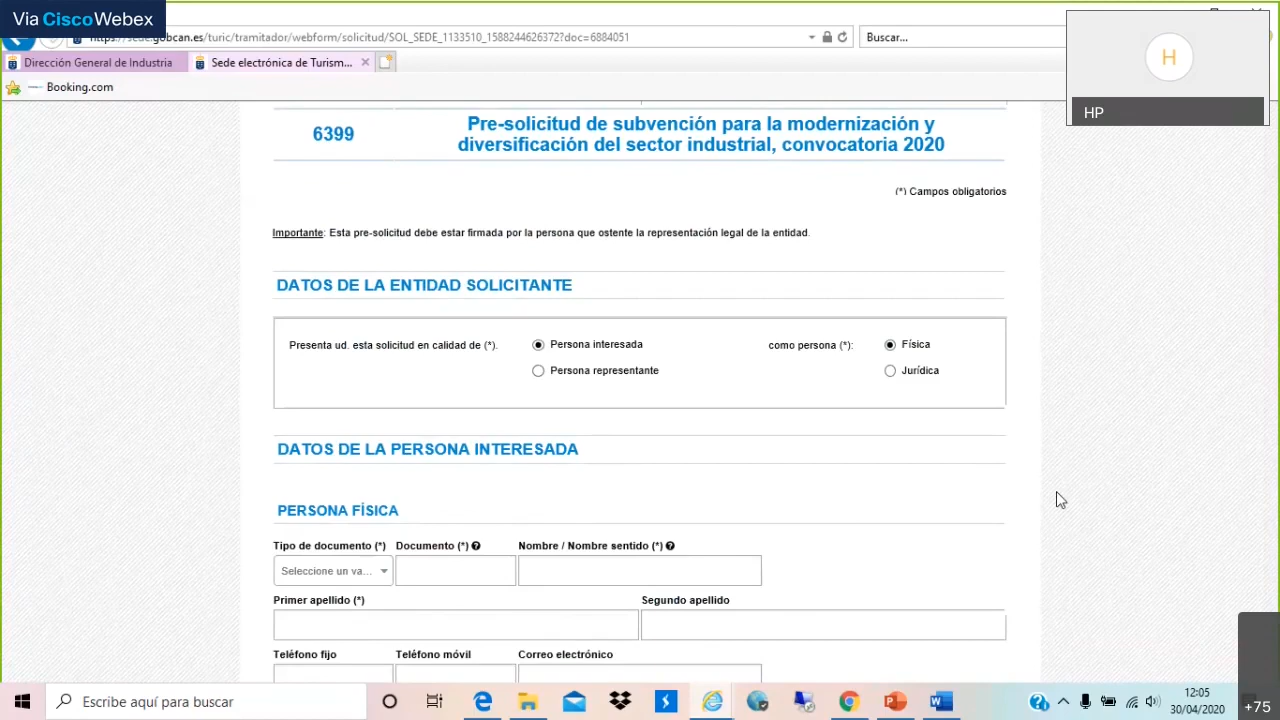 Via Cisco Webex
https://sede.gobcan.es/turic/tramitador/webform/solicitud/SOL_SEDE_1133510_1588244626372?doc=6884051
Buscar...
Dirección General de Industria
Sede electrónica de Turism...
Booking.com
H
HP
6399
Pre-solicitud de subvención para la modernización y
diversificación del sector industrial, convocatoria 2020
(*) Campos obligatorios
Importante: Esta pre-solicitud debe estar firmada por la persona que ostente la representación legal de la entidad.
DATOS DE LA ENTIDAD SOLICITANTE
Presenta ud. esta solicitud en calidad de (*). Persona interesada como persona (*): Física
Persona representante Jurídica
DATOS DE LA PERSONA INTERESADA
PERSONA FÍSICA
Tipo de documento (*) Documento (*) Nombre / Nombre sentido (*)
Seleccione un va...
Primer apellido (*) Segundo apellido
Teléfono fijo Teléfono móvil Correo electrónico
Escribe aquí para buscar
12:05
30/04/2020
+75